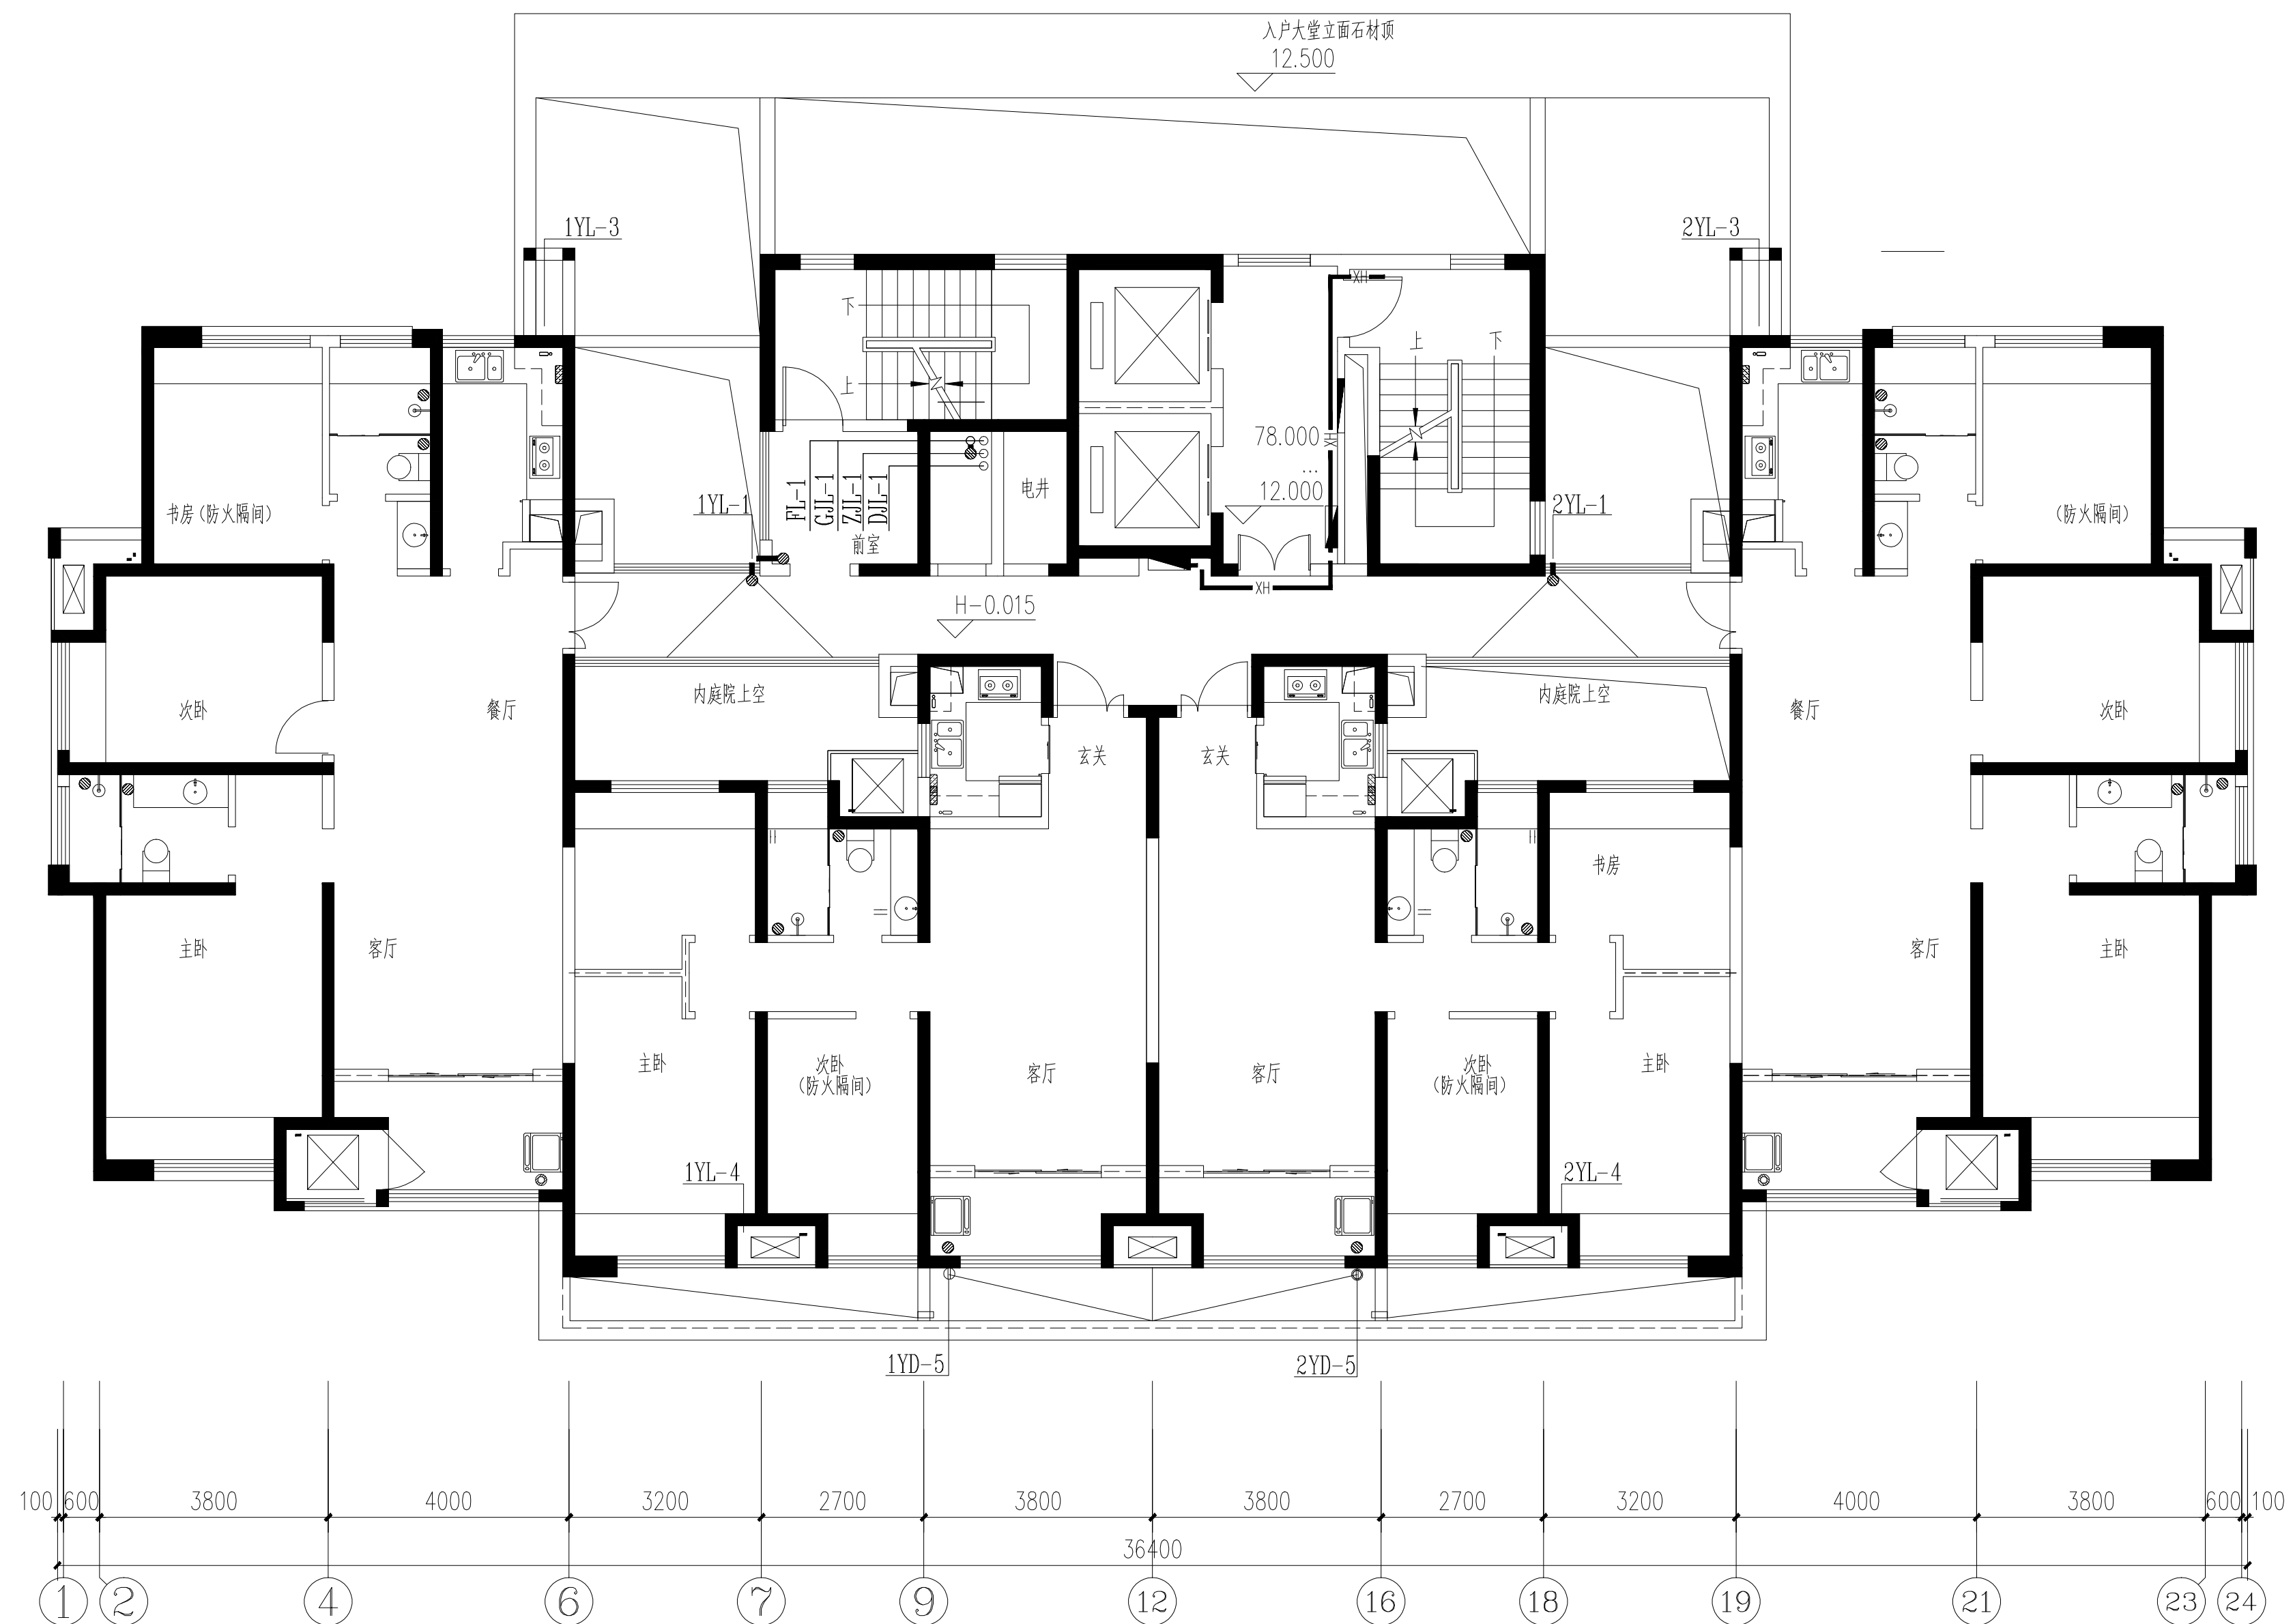 入户大堂立面石材顶
12.500
1YL-3
2YL-3
下
上
上
下
XH
78.000
XH
...
12.000
1YL-1
FL-1
GJL-1
ZJL-1
DJL-1
电井
前室
2YL-1
书房(防火隔间)
(防火隔间)
XH
H-0.015
次卧
餐厅
内庭院上空
玄关
玄关
内庭院上空
餐厅
次卧
书房
主卧
客厅
客厅
主卧
主卧
次卧
(防火隔间)
客厅
客厅
次卧
(防火隔间)
主卧
1YL-4
2YL-4
1YD-5
2YD-5
100 600 3800 4000 3200 2700 3800 3800 2700 3200 4000 3800 600 100
36400
1 2 4 6 7 9 12 16 18 19 21 23 24